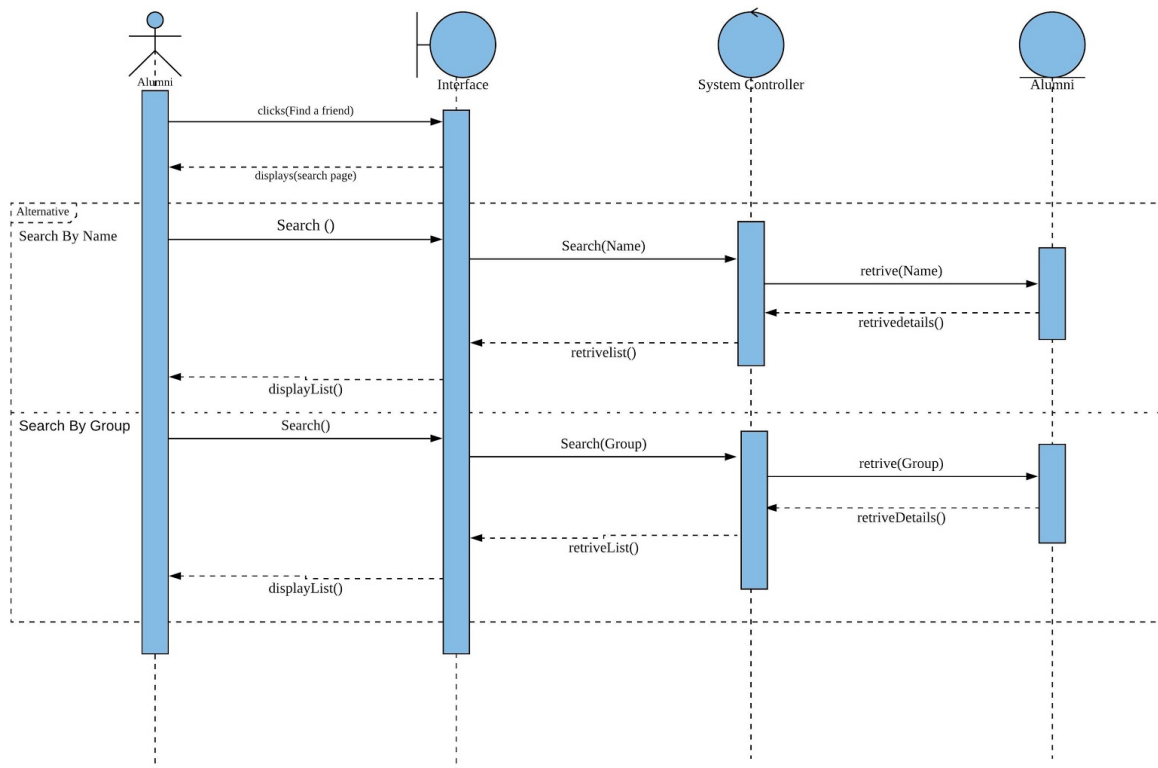 Alumni
Interface
System Controller
Alumni
clicks(Find a friend)
displays(search page)
Alternative
Search By Name
Search ()
Search(Name)
retrive(Name)
retrivedetails()
retrivelist()
displayList()
Search By Group
Search()
Search(Group)
retrive(Group)
retriveDetails()
retriveList()
displayList()